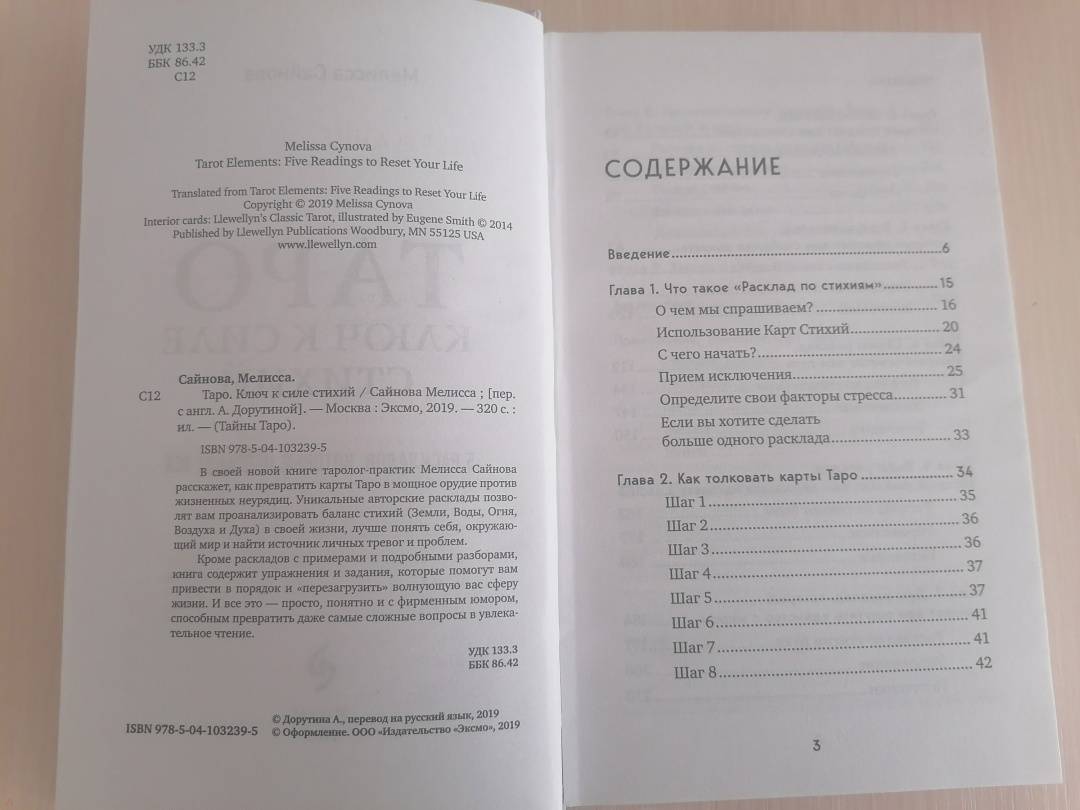 УДК 133.3
ББК 86.42
С12
Melissa Cynova
Tarot Elements: Five Readings to Reset Your Life
Translated from Tarot Elements: Five Readings to Reset Your Life
Copyright © 2019 Melissa Cynova
Interior cards: Llewellyn's Classic Tarot, illustrated by Eugene Smith © 2014
Published by Llewellyn Publications Woodbury, MN 55125 USA
www.llewellyn.com
Сайнова, Мелисса.
С12 Таро. Ключ к силе стихий / Сайнова Мелисса ; [пер.
с англ. А. Дорутиной]. — Москва : Эксмо, 2019. — 320 с. :
ил. — (Тайны Таро).
ISBN 978-5-04-103239-5
В своей новой книге таролог-практик Мелисса Сайнова
расскажет, как превратить карты Таро в мощное орудие против
жизненных неурядиц. Уникальные авторские расклады позво-
лят вам проанализировать баланс стихий (Земли, Воды, Огня,
Воздуха и Духа) в своей жизни, лучше понять себя, окружаю-
щий мир и найти источник личных тревог и проблем.
Кроме раскладов с примерами и подробными разборами,
книга содержит упражнения и задания, которые помогут вам
привести в порядок и «перезагрузить» волнующую вас сферу
жизни. И все это — просто, понятно и с фирменным юмором,
способным превратить даже самые сложные вопросы в увлека-
тельное чтение.
УДК 133.3
ББК 86.42
© Дорутина А., перевод на русский язык, 2019
ISBN 978-5-04-103239-5 © Оформление. ООО «Издательство «Эксмо», 2019
СОДЕРЖАНИЕ
Введение 6
Глава 1. Что такое «Расклад по стихиям» 15
О чем мы спрашиваем? 16
Использование Карт Стихий 20
С чего начать? 24
Прием исключения 25
Определите свои факторы стресса 31
Если вы хотите сделать
больше одного расклада 33
Глава 2. Как толковать карты Таро 34
Шаг 1 35
Шаг 2 36
Шаг 3 36
Шаг 4 37
Шаг 5 37
Шаг 6 41
Шаг 7 41
Шаг 8 42
3